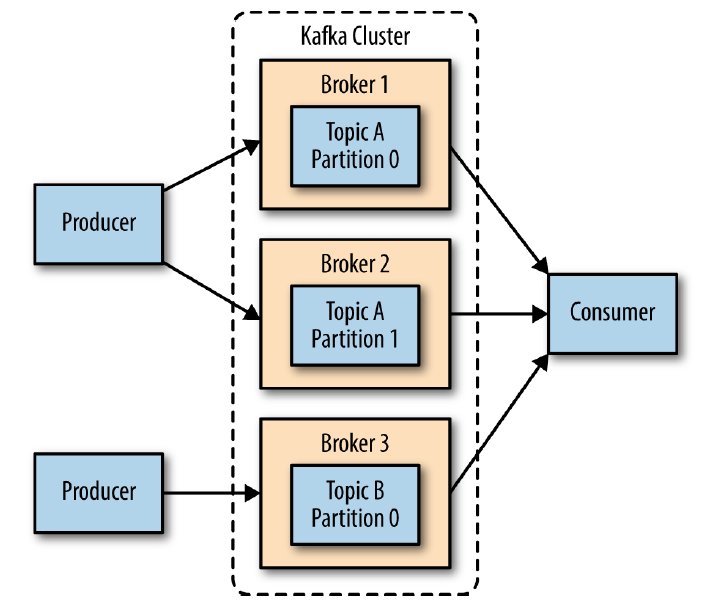 Kafka Cluster
Broker 1
Topic A
Partition 0
Producer
Broker 2
Topic A
Partition 1
Consumer
Broker 3
Topic B
Partition 0
Producer